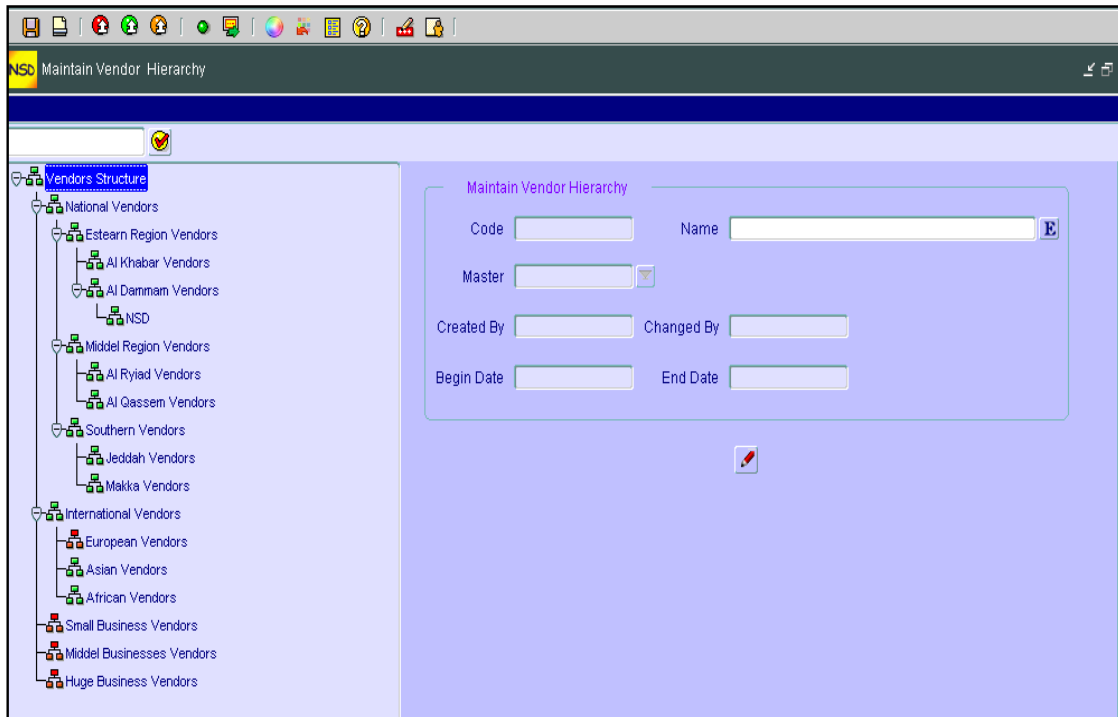 NSD Maintain Vendor Hierarchy
Vendors Structure
National Vendors
Estearn Region Vendors
Al Khabar Vendors
Al Dammam Vendors
NSD
Middel Region Vendors
Al Ryiad Vendors
Al Qassem Vendors
Southern Vendors
Jeddah Vendors
Makka Vendors
International Vendors
European Vendors
Asian Vendors
African Vendors
Small Business Vendors
Middel Businesses Vendors
Huge Business Vendors
Maintain Vendor Hierarchy
Code Name E
Master
Created By Changed By
Begin Date End Date